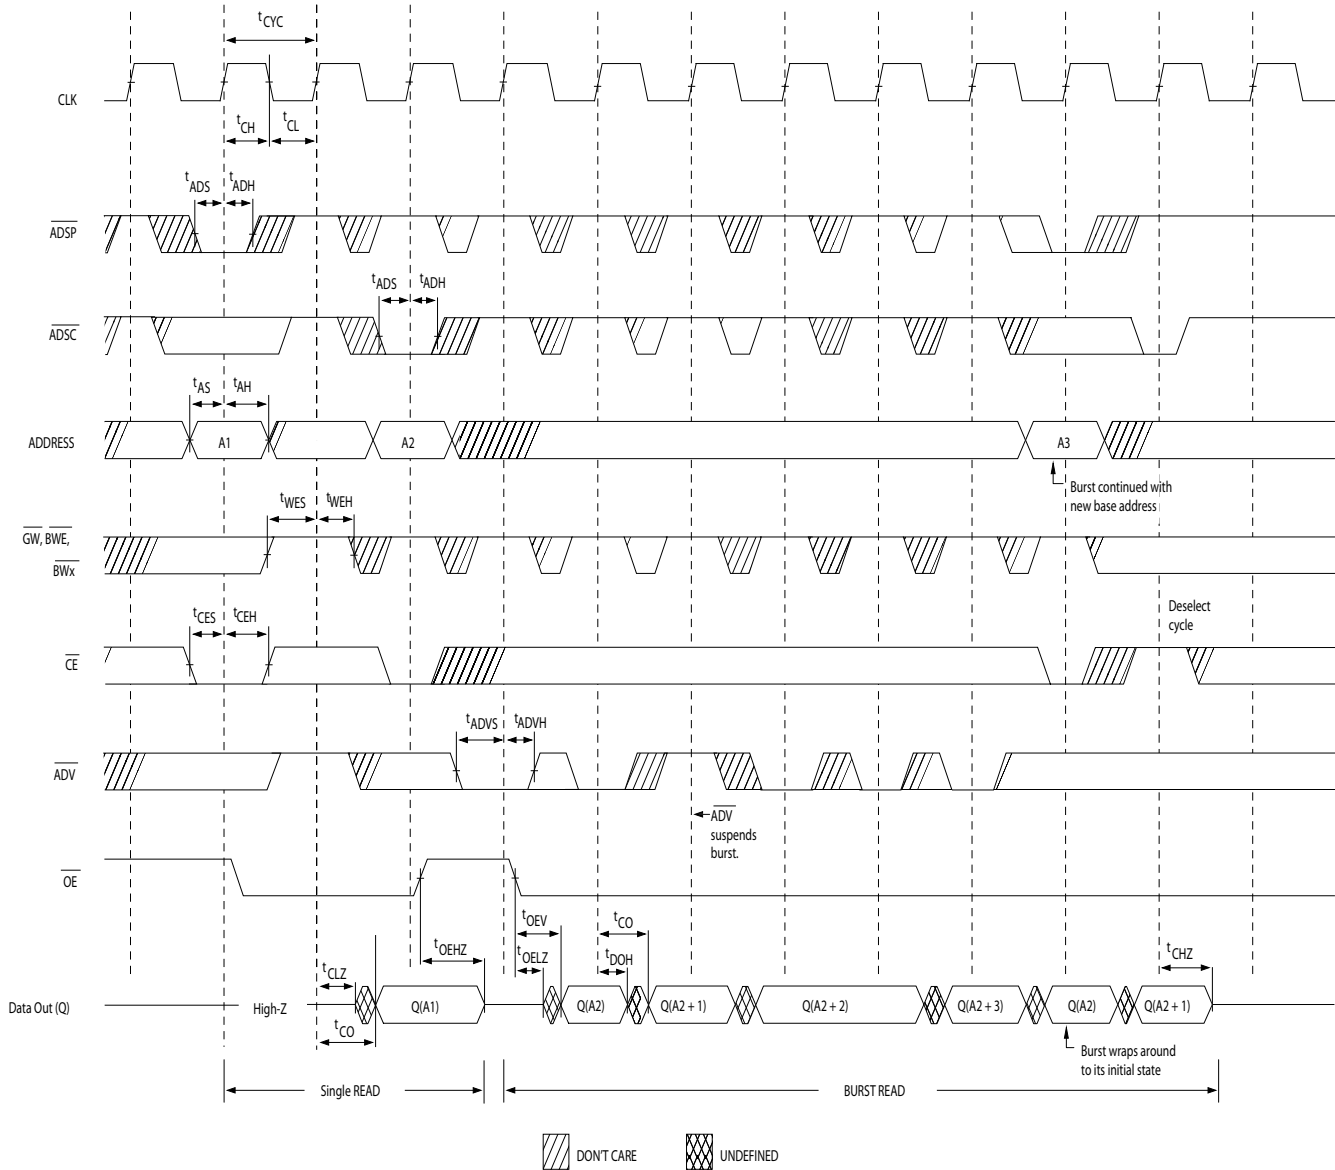 tCYC
CLK
tCH
tCL
tADS
tADH
ADSP
tADS
tADH
ADSC
tAS
tAH
ADDRESS
A1
A2
A3
Burst continued with
new base address
tWES
tWEH
GW, BWE,
BWx
tCES
tCEH
Deselect
cycle
CE
tADVS
tADVH
ADV
ADV
suspends
burst.
OE
tOEV
tCO
tOEHZ
tOELZ
tDOH
tCLZ
tCHZ
Data Out (Q)
High-Z
Q(A1)
Q(A2)
Q(A2 + 1)
Q(A2 + 2)
Q(A2 + 3)
Q(A2)
Q(A2 + 1)
tCO
Burst wraps around
to its initial state
Single READ
BURST READ
DON'T CARE
UNDEFINED